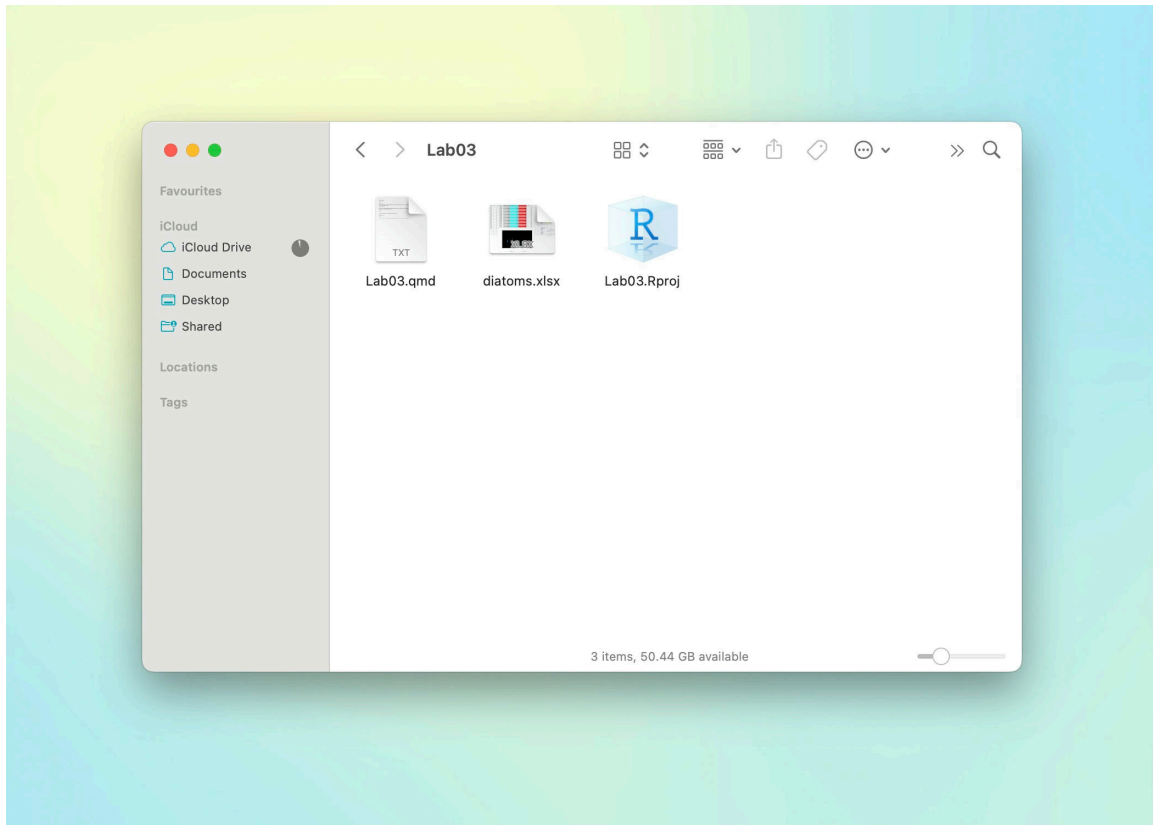 Lab03
Favourites
iCloud
iCloud Drive
Documents
Desktop
Shared
Locations
Tags
TXT
XLSX
R
Lab03.qmd
diatoms.xlsx
Lab03.Rproj
3 items, 50.44 GB available